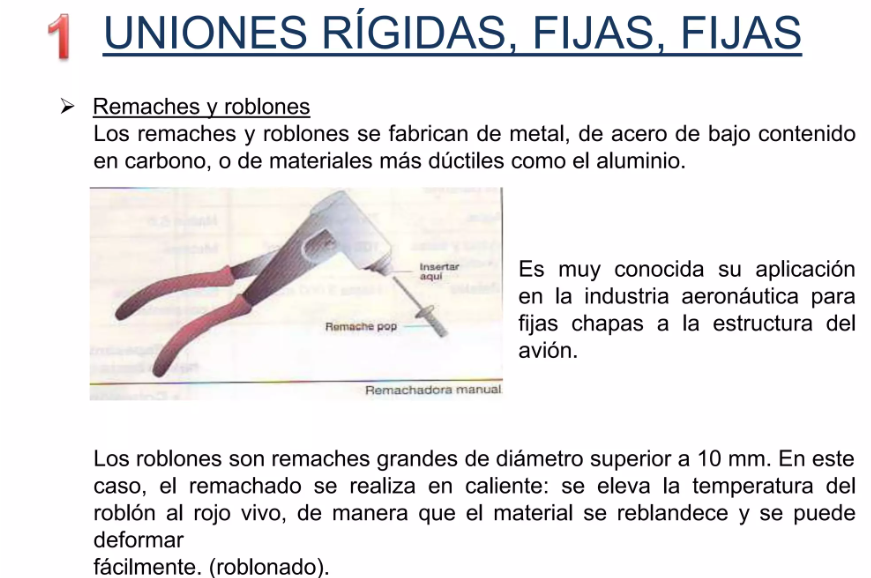 1 UNIONES RÍGIDAS, FIJAS, FIJAS
➢ Remaches y roblones
Los remaches y roblones se fabrican de metal, de acero de bajo contenido
en carbono, o de materiales más dúctiles como el aluminio.
Insertar
aquí
Remache pop
Remachadora manual
Es muy conocida su aplicación
en la industria aeronáutica para
fijas chapas a la estructura del
avión.
Los roblones son remaches grandes de diámetro superior a 10 mm. En este
caso, el remachado se realiza en caliente: se eleva la temperatura del
roblón al rojo vivo, de manera que el material se reblandece y se puede
deformar
fácilmente. (roblonado).